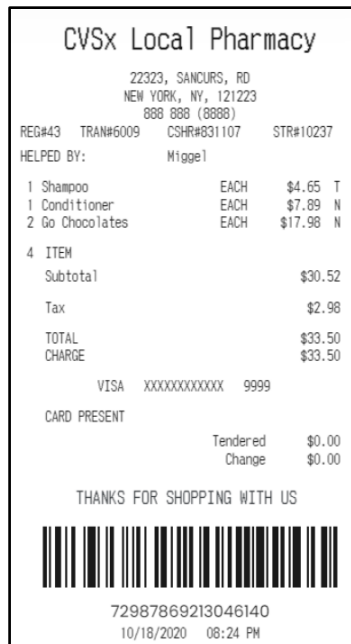 CVSx Local Pharmacy
22323, SANCURS, RD
NEW YORK, NY, 121223
888 888 (8888)
REG#43 TRAN#6009 CSHR#831107 STR#10237
HELPED BY: Miggel
1 Shampoo EACH $4.65 T
1 Conditioner EACH $7.89 N
2 Go Chocolates EACH $17.98 N
4 ITEM
Subtotal $30.52
Tax $2.98
TOTAL $33.50
CHARGE $33.50
VISA XXXXXXXXXXXX 9999
CARD PRESENT
Tendered $0.00
Change $0.00
THANKS FOR SHOPPING WITH US
72987869213046140
10/18/2020 08:24 PM